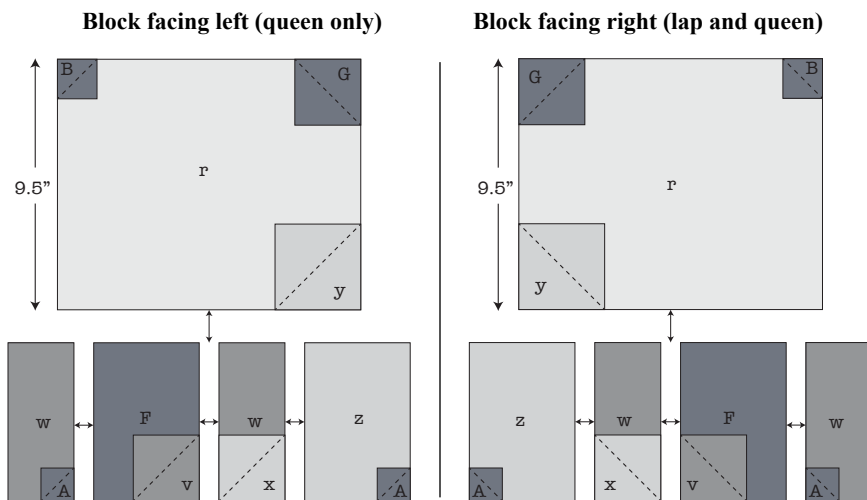 Block facing left (queen only)
Block facing right (lap and queen)
B
G
r
9.5”
y
w
F
w
z
A
v
x
A
G
B
r
9.5”
y
z
w
F
w
A
x
v
A